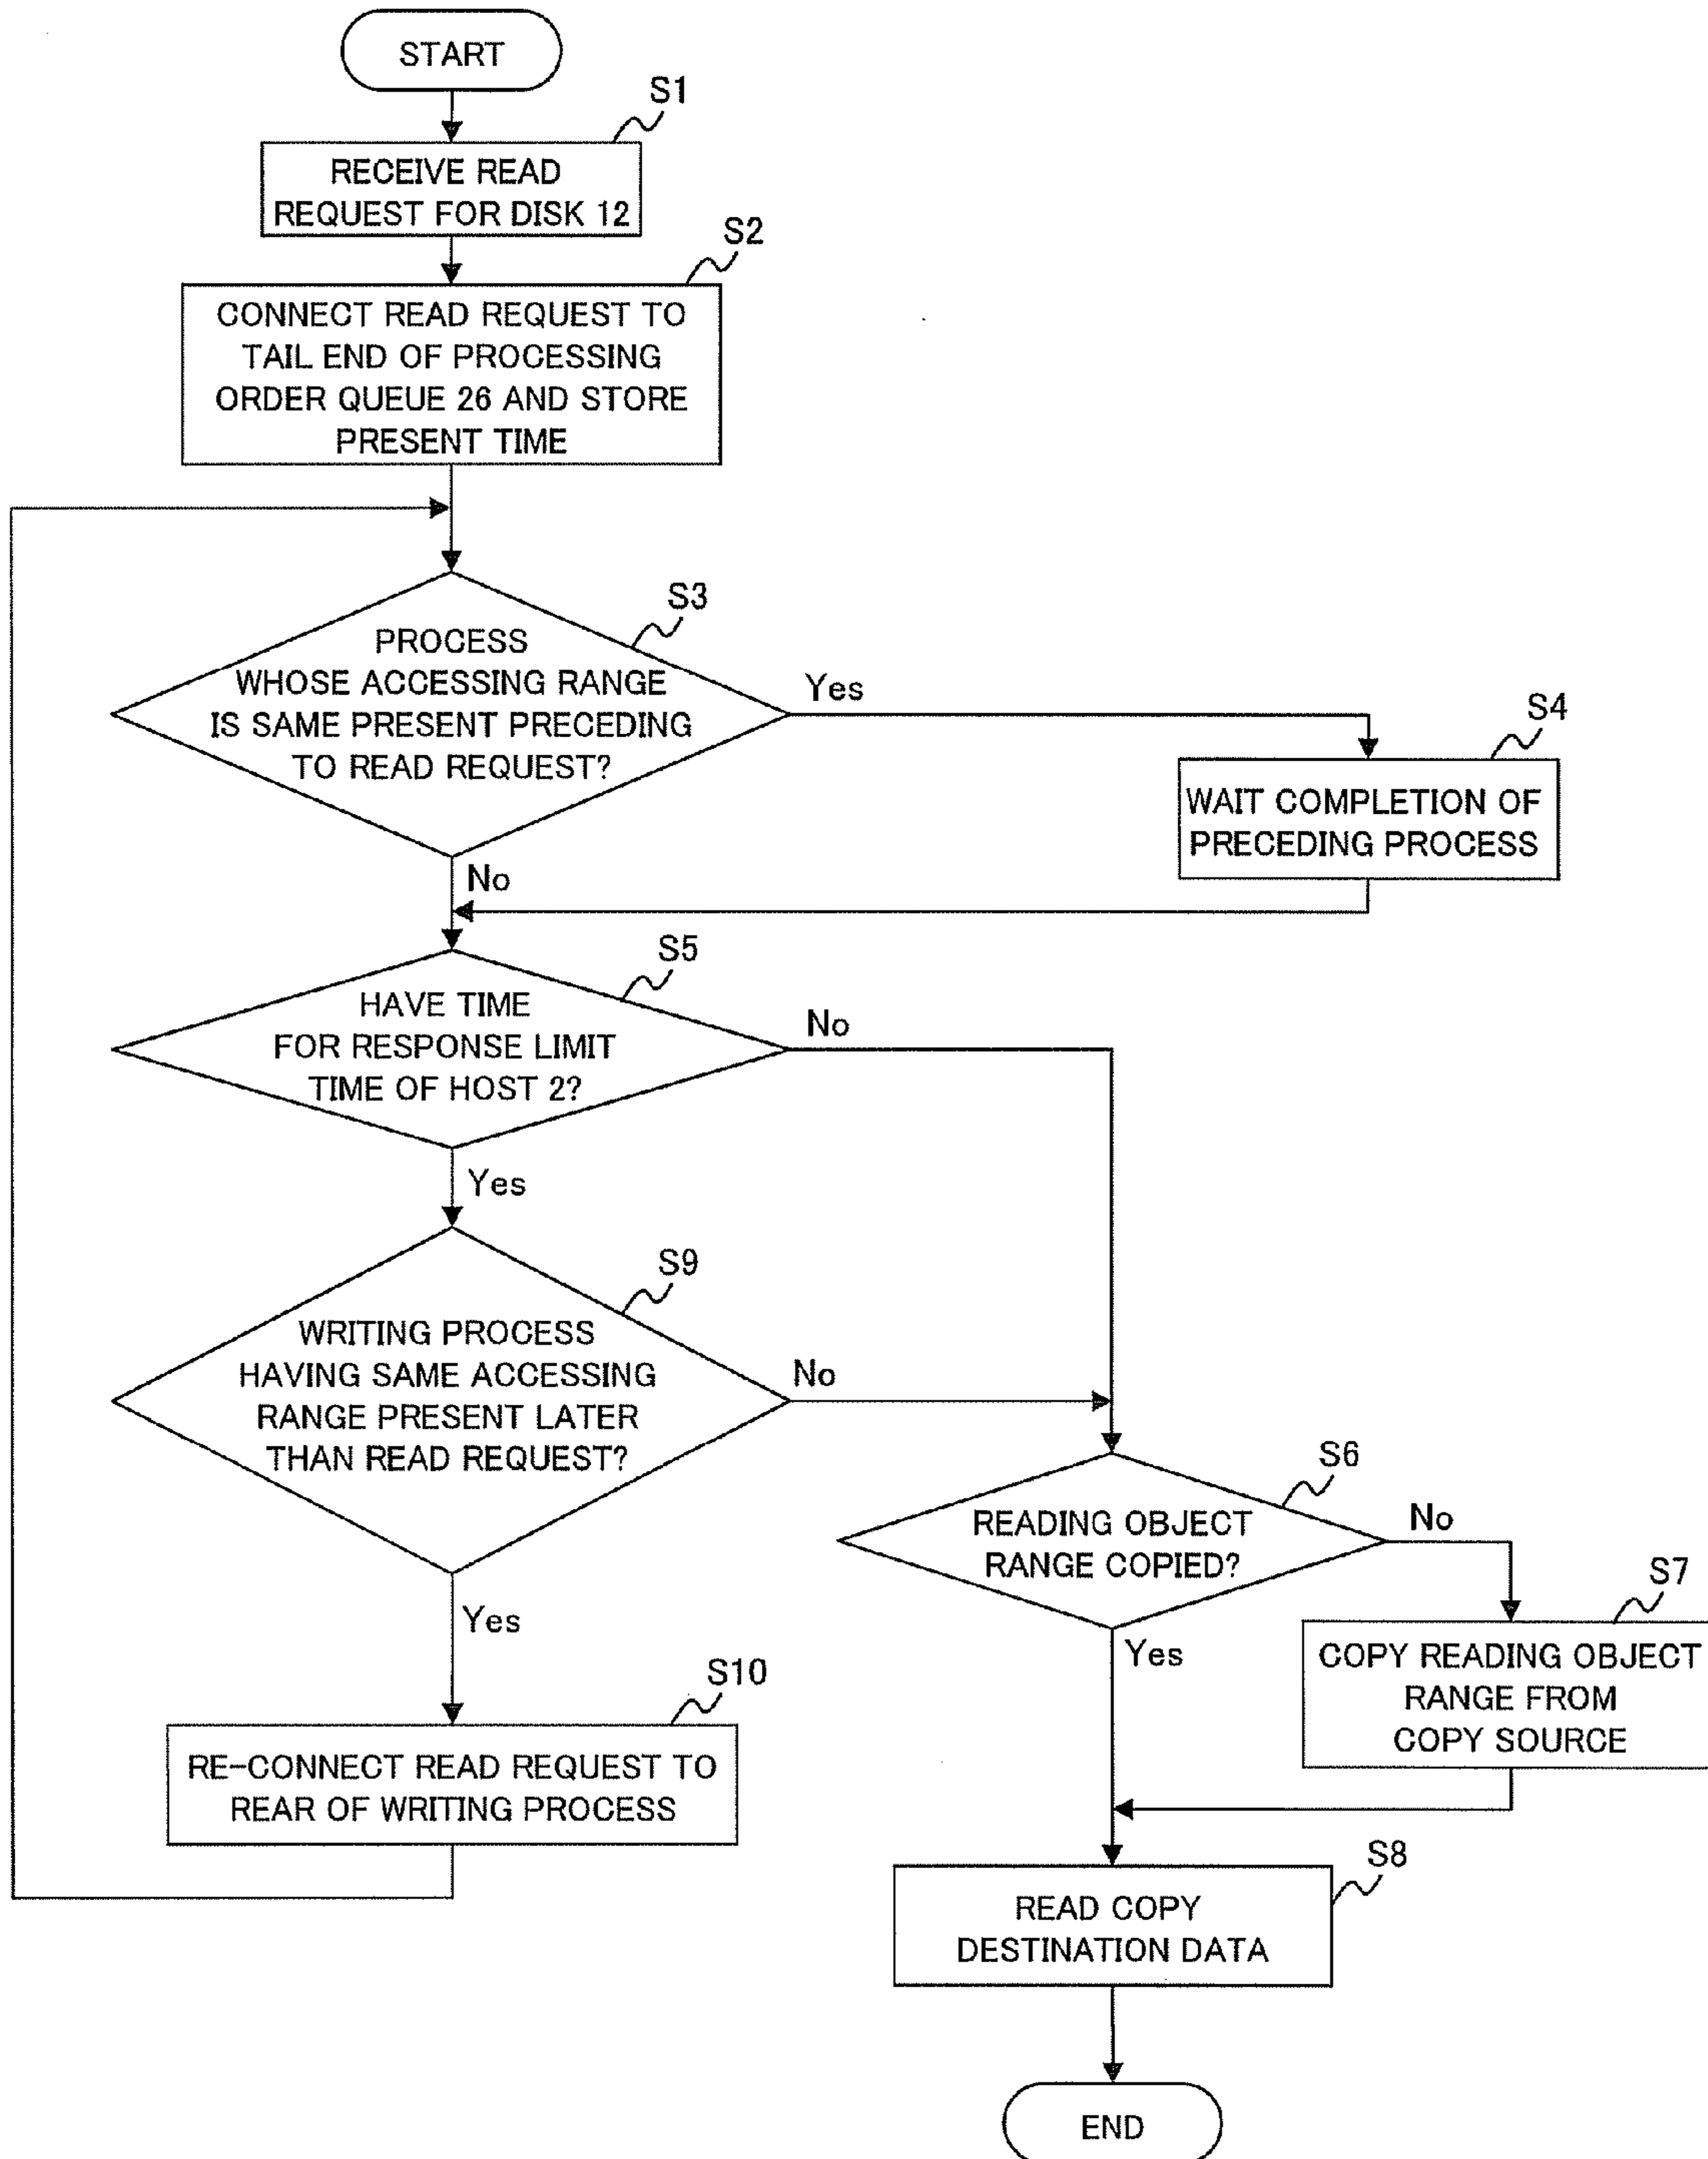 START
S1
RECEIVE READ
REQUEST FOR DISK 12
S2
CONNECT READ REQUEST TO
TAIL END OF PROCESSING
ORDER QUEUE 26 AND STORE
PRESENT TIME
S3
PROCESS
WHOSE ACCESSING RANGE
IS SAME PRESENT PRECEDING
TO READ REQUEST?
Yes
S4
WAIT COMPLETION OF
PRECEDING PROCESS
No
S5
HAVE TIME
FOR RESPONSE LIMIT
TIME OF HOST 2?
No
Yes
S9
WRITING PROCESS
HAVING SAME ACCESSING
RANGE PRESENT LATER
THAN READ REQUEST?
No
S6
READING OBJECT
RANGE COPIED?
No
S7
COPY READING OBJECT
RANGE FROM
COPY SOURCE
Yes
Yes
S10
RE-CONNECT READ REQUEST TO
REAR OF WRITING PROCESS
S8
READ COPY
DESTINATION DATA
END